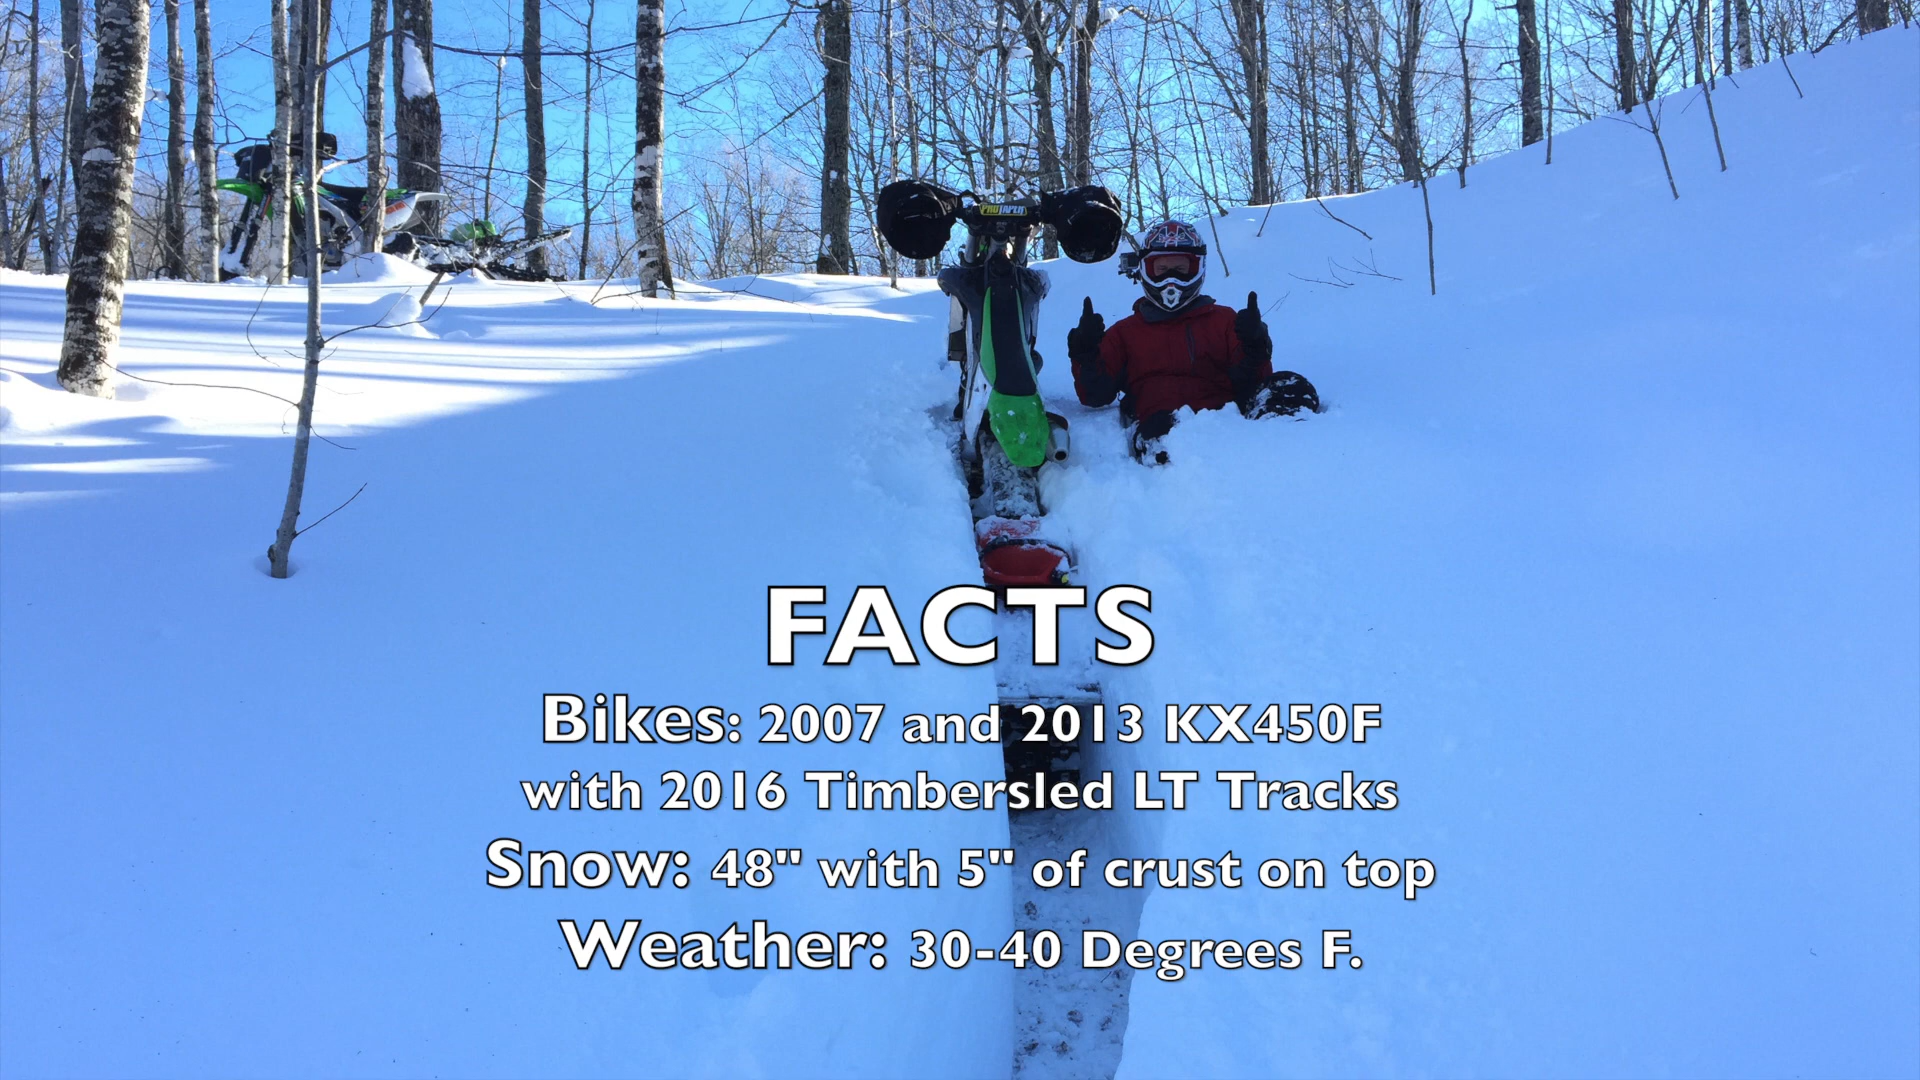 PROTAPER
FACTS
Bikes: 2007 and 2013 KX450F
with 2016 Timbersled LT Tracks
Snow: 48" with 5" of crust on top
Weather: 30-40 Degrees F.